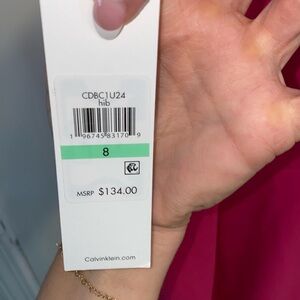 CDBC1U24
hib
1 96745 83170 9
8
MSRP $134.00
Calvinklein.com